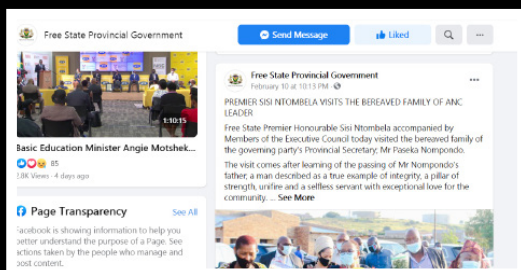 Free State Provincial Government
Send Message
Liked
...
1:10:15
Basic Education Minister Angie Motshek...
85
2.8K Views · 4 days ago
Page Transparency
See All
Facebook is showing information to help you
better understand the purpose of a Page. See
actions taken by the people who manage and
post content.
Free State Provincial Government
February 10 at 10:13 PM ·
...
PREMIER SISI NTOMBELA VISITS THE BEREAVED FAMILY OF ANC
LEADER
Free State Premier Honourable Sisi Ntombela accompanied by
Members of the Executive Council today visited the bereaved family of
the governing party's Provincial Secretary; Mr Paseka Nompondo.
The visit comes after learning of the passing of Mr Nompondo's
father; a man described as a true example of integrity, a pillar of
strength, unifire and a selfless servant with exceptional love for the
community. ... See More